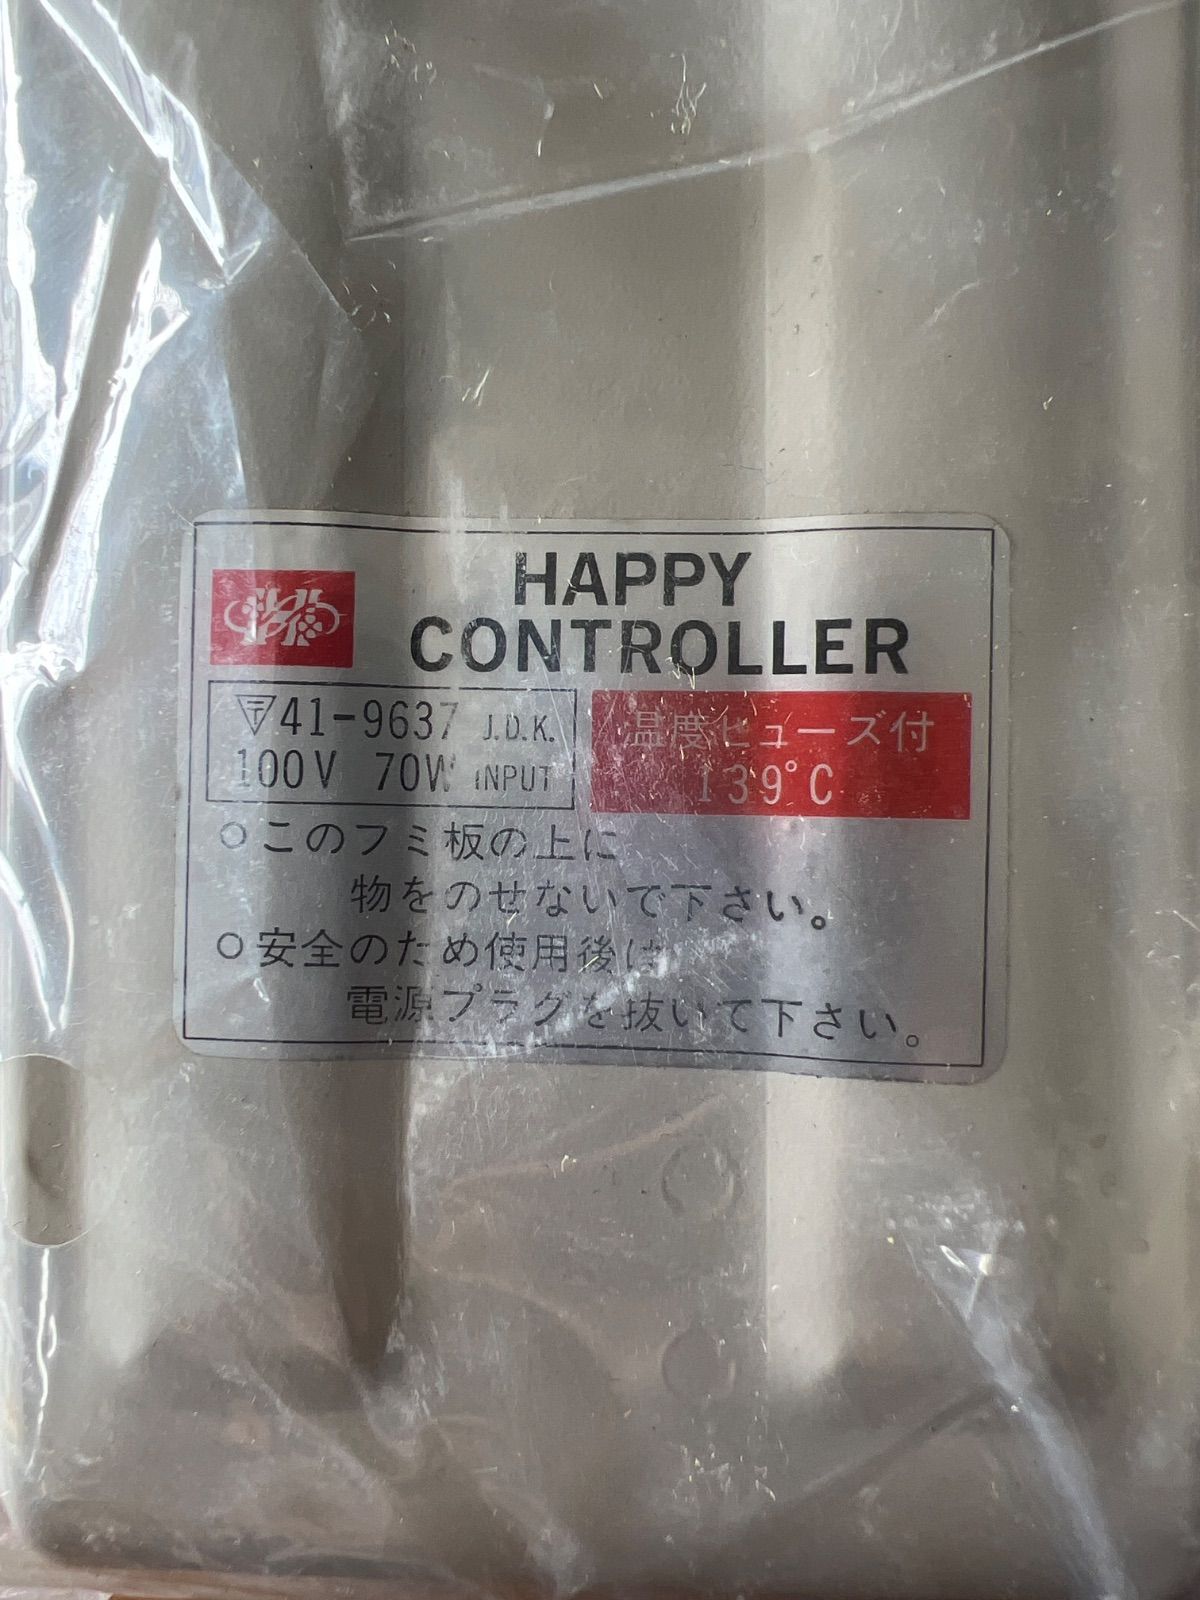 HAPPY
CONTROLLER
〒41-9637 J.D.K.
100V 70W INPUT
温度ヒューズ付
139°C
○このフミ板の上に
物をのせないで下さい。
○安全のため使用後は
電源プラグを抜いて下さい。